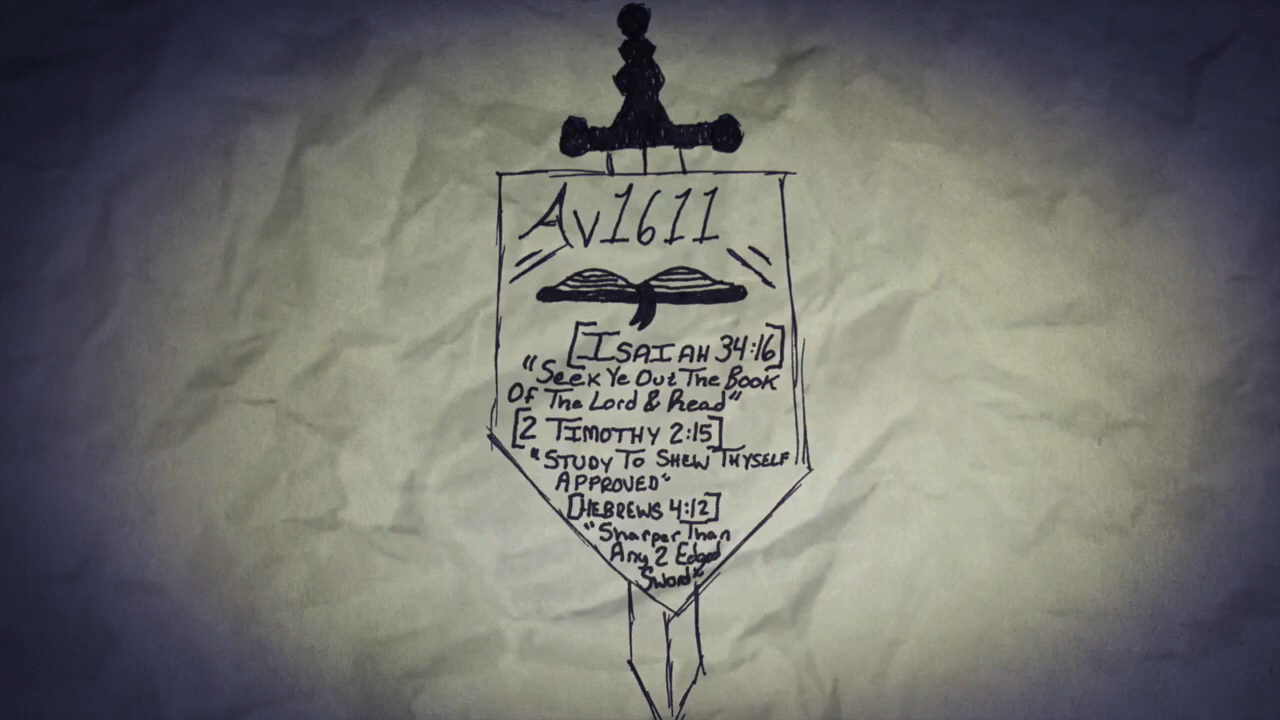 Av1611
[ISAIAH 34:16]
"Seek Ye Out The Book
Of The Lord & Read"
[2 TIMOTHY 2:15]
"STUDY TO SHEW THYSELF
APPROVED"
[HEBREWS 4:12]
"Sharper Than
Any 2 Edged
Sword"